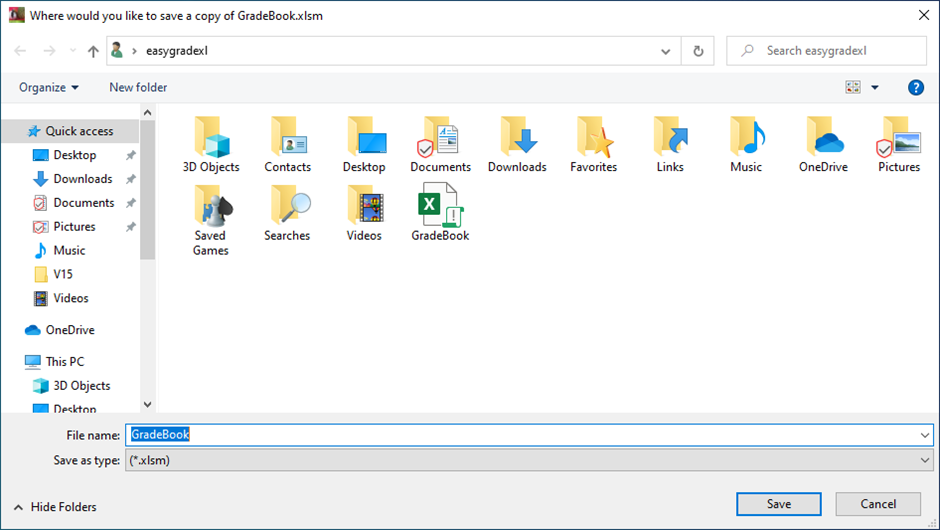 Where would you like to save a copy of GradeBook.xlsm
easygradexl
Search easygradexl
Organize
New folder
Quick access
Desktop
Downloads
Documents
Pictures
Music
V15
Videos
OneDrive
This PC
3D Objects
Desktop
3D Objects
Contacts
Desktop
Documents
Downloads
Favorites
Links
Music
OneDrive
Pictures
Saved
Games
Searches
Videos
GradeBook
File name:
GradeBook
Save as type:
(*.xlsm)
Hide Folders
Save
Cancel